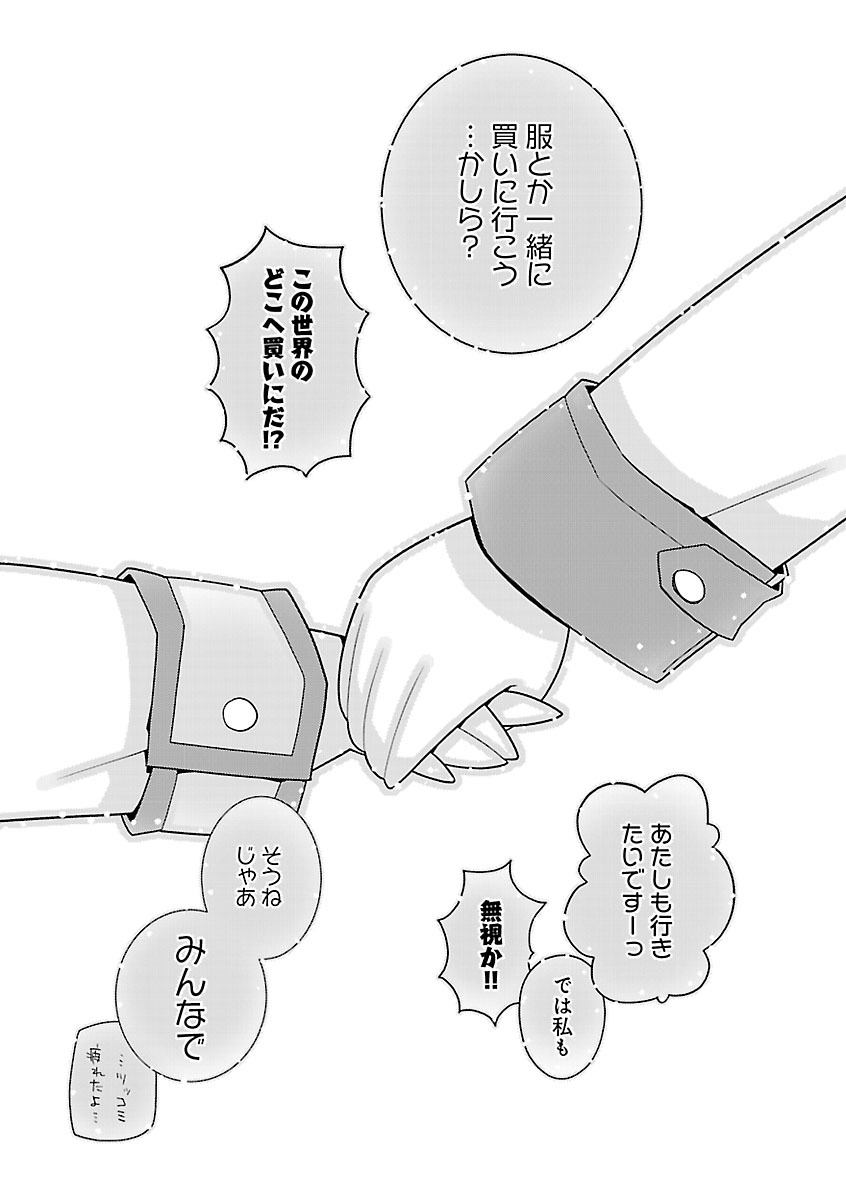 服とか一緒に
買いに行こう
…かしら？
この世界の
どこへ買いにだ!?
あたしも行き
たいですーっ
では私も
無視か!!
そうね
じゃあ
みんなで
…ツッコミ
疲れたよ…